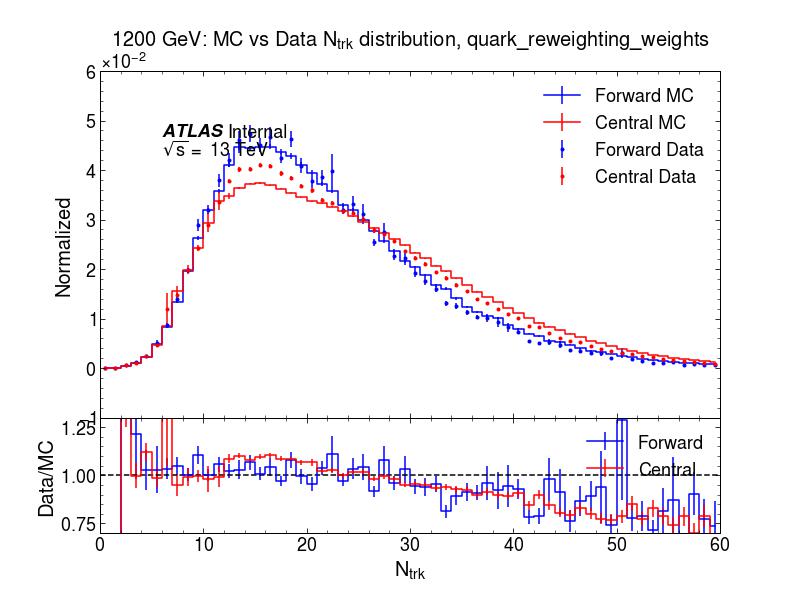 1200 GeV: MC vs Data N_trk distribution, quark_reweighting_weights
×10⁻²
6
5
4
3
2
1
0
−1
Normalized
ATLAS Internal
√s = 13 TeV
Forward MC
Central MC
Forward Data
Central Data
1.25
1.00
0.75
Data/MC
Forward
Central
0 10 20 30 40 50 60
N_trk